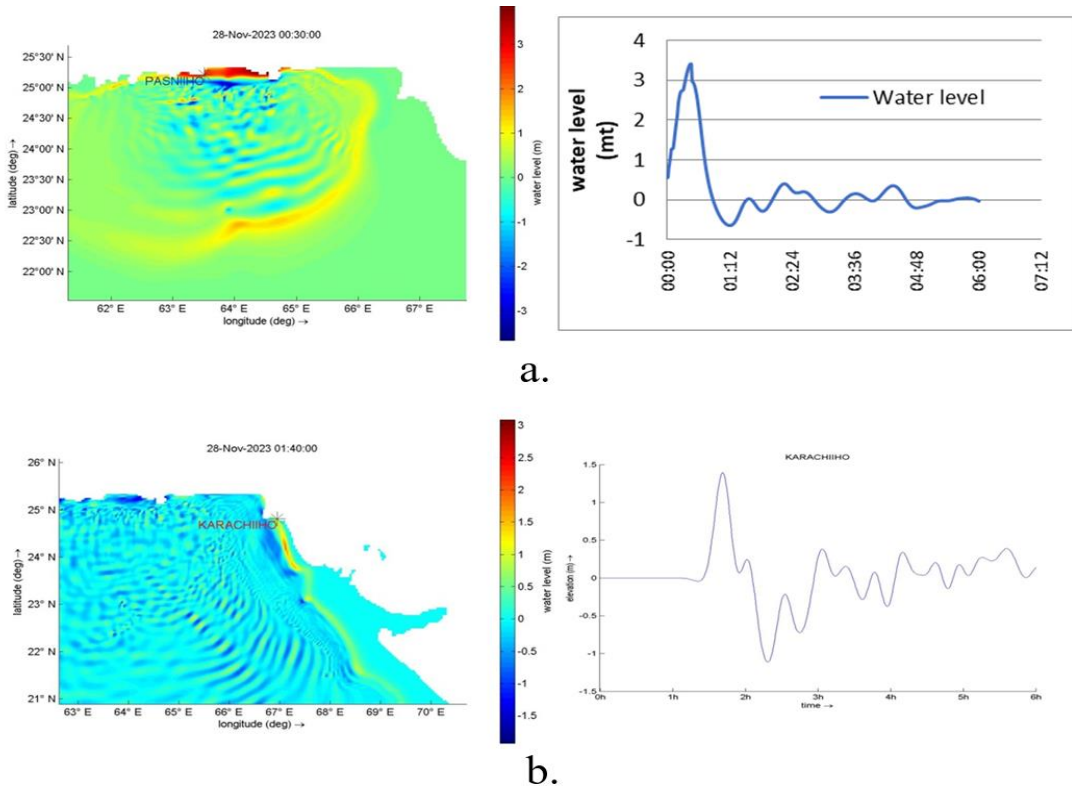 28-Nov-2023 00:30:00
25°30' N
25°00' N
24°30' N
24°00' N
23°30' N
23°00' N
22°30' N
22°00' N
latitude (deg) →
PASNIIHO
62° E 63° E 64° E 65° E 66° E 67° E
longitude (deg) →
3
2
1
0
-1
-2
-3
water level (m)
4
3
2
1
0
-1
water level
(mt)
Water level
00:00 01:12 02:24 03:36 04:48 06:00 07:12
a.
28-Nov-2023 01:40:00
26° N
25° N
24° N
23° N
22° N
21° N
latitude (deg) →
KARACHIIHO
63° E 64° E 65° E 66° E 67° E 68° E 69° E 70° E
longitude (deg) →
3
2.5
2
1.5
1
0.5
0
-0.5
-1
-1.5
water level (m)
KARACHIIHO
1.5
1
0.5
0
-0.5
-1
-1.5
elevation (m) →
0h 1h 2h 3h 4h 5h 6h
time →
b.